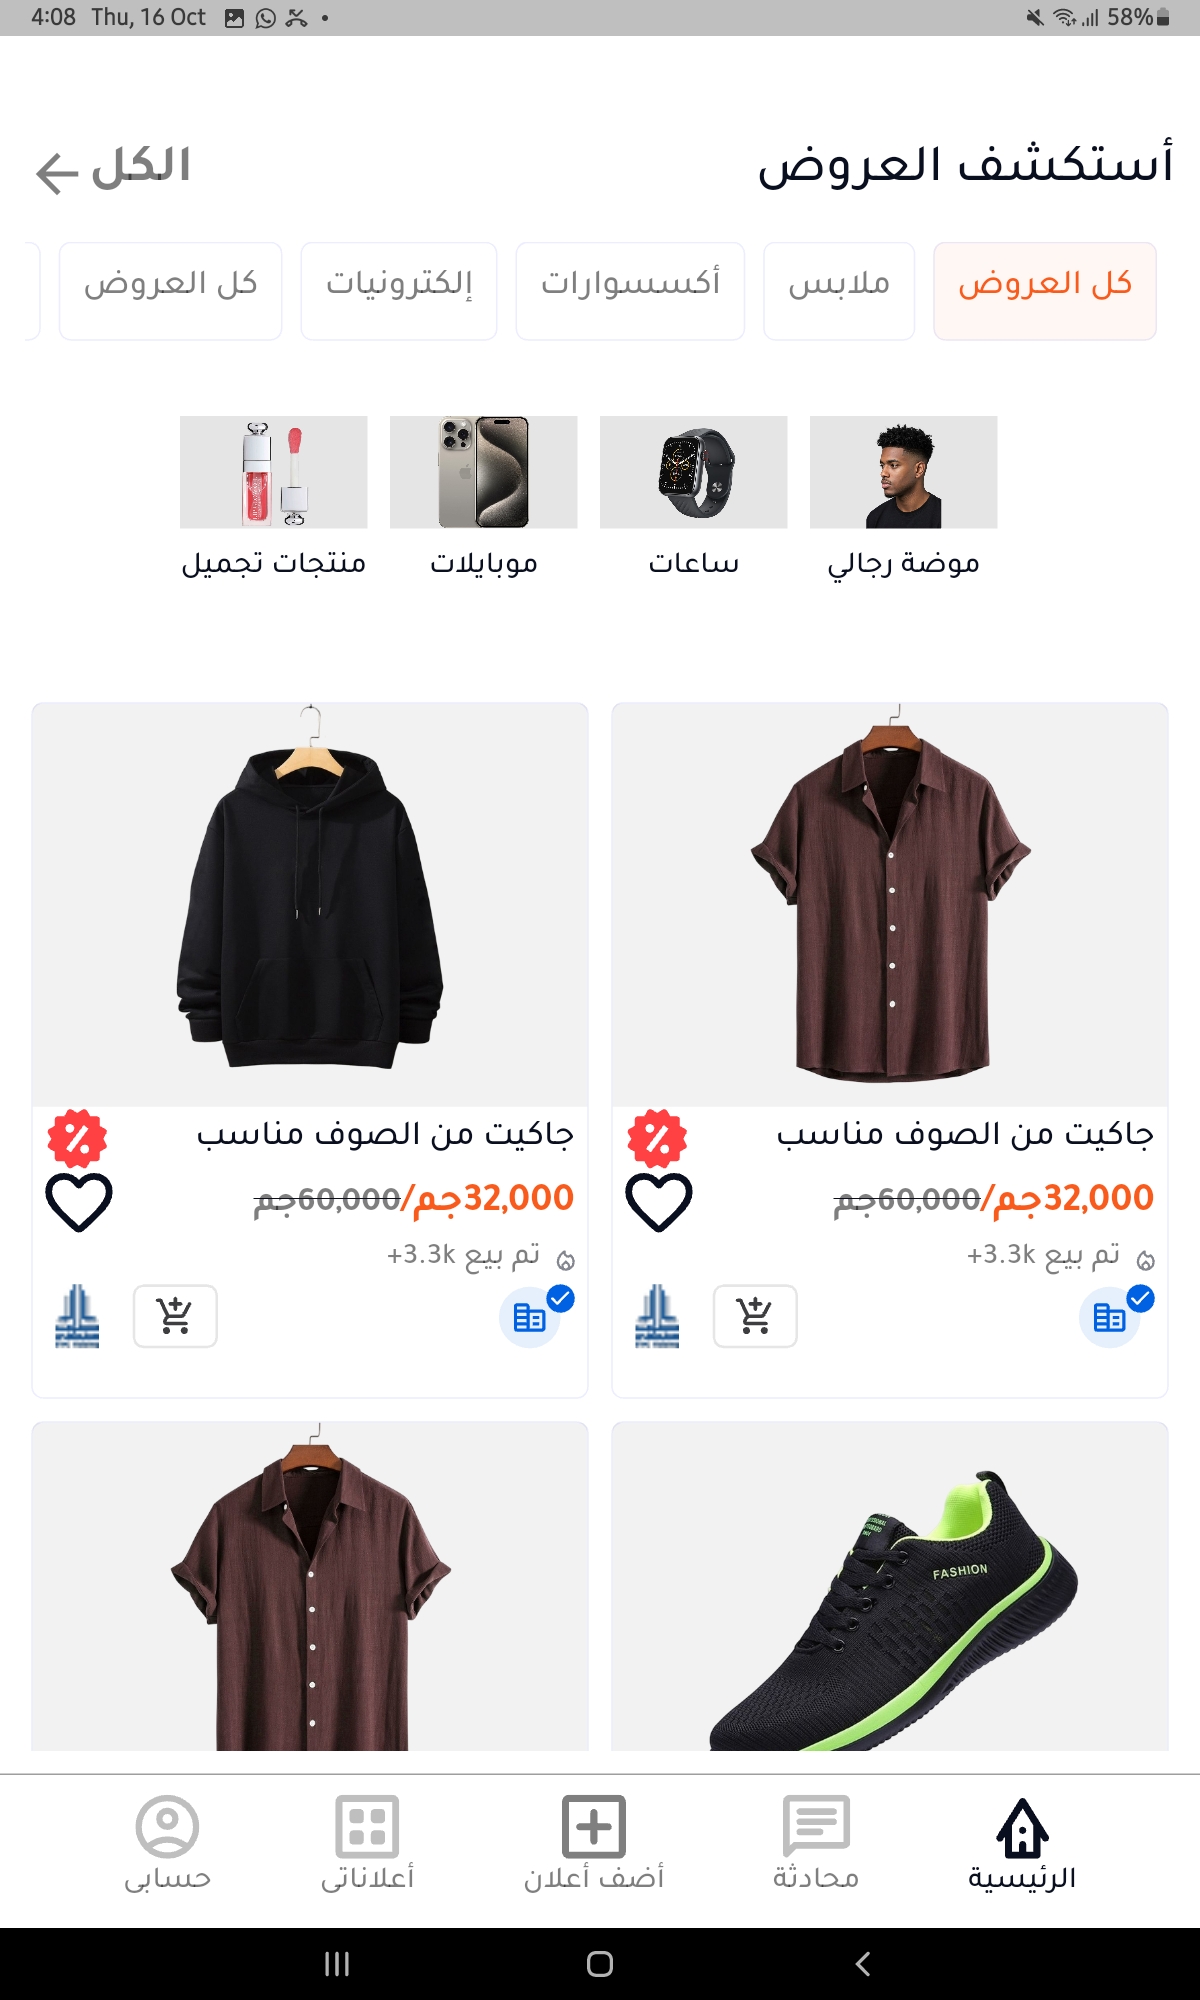 4:08 Thu, 16 Oct 58%
أستكشف العروض
الكل
كل العروض
ملابس
أكسسوارات
إلكترونيات
كل العروض
موضة رجالي
ساعات
موبايلات
منتجات تجميل
جاكيت من الصوف مناسب
32,000جم/60,000جم
تم بيع 3.3k+
جاكيت من الصوف مناسب
32,000جم/60,000جم
تم بيع 3.3k+
FASHION
الرئيسية
محادثة
أضف أعلان
أعلاناتى
حسابى